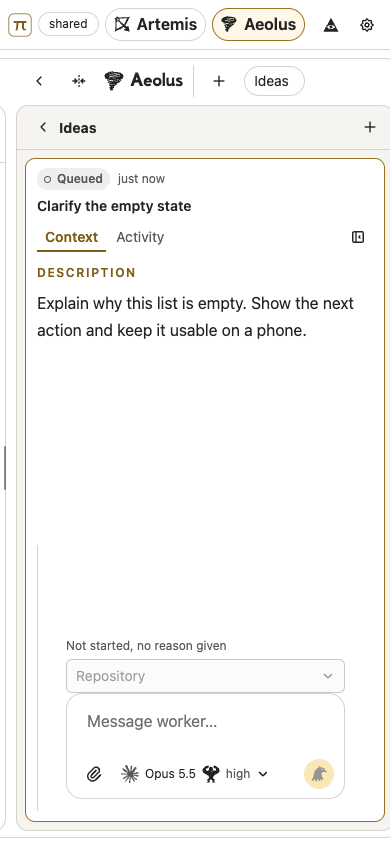 π shared Artemis Aeolus
Aeolus Ideas
Ideas
Queued just now
Clarify the empty state
Context Activity
DESCRIPTION
Explain why this list is empty. Show the next
action and keep it usable on a phone.
Not started, no reason given
Repository
Message worker...
Opus 5.5 high